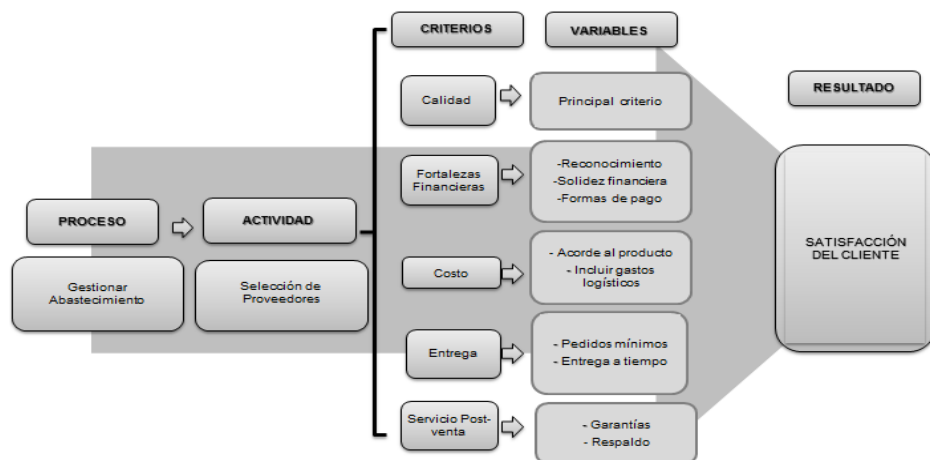 PROCESO
Gestionar
Abastecimiento
ACTIVIDAD
Selección de
Proveedores
CRITERIOS
VARIABLES
Calidad
Principal criterio
Fortalezas
Financieras
-Reconocimiento
-Solidez financiera
-Formas de pago
Costo
- Acorde al producto
- Incluir gastos
logísticos
Entrega
- Pedidos mínimos
- Entrega a tiempo
Servicio Post-
venta
- Garantías
- Respaldo
RESULTADO
SATISFACCIÓN
DEL CLIENTE